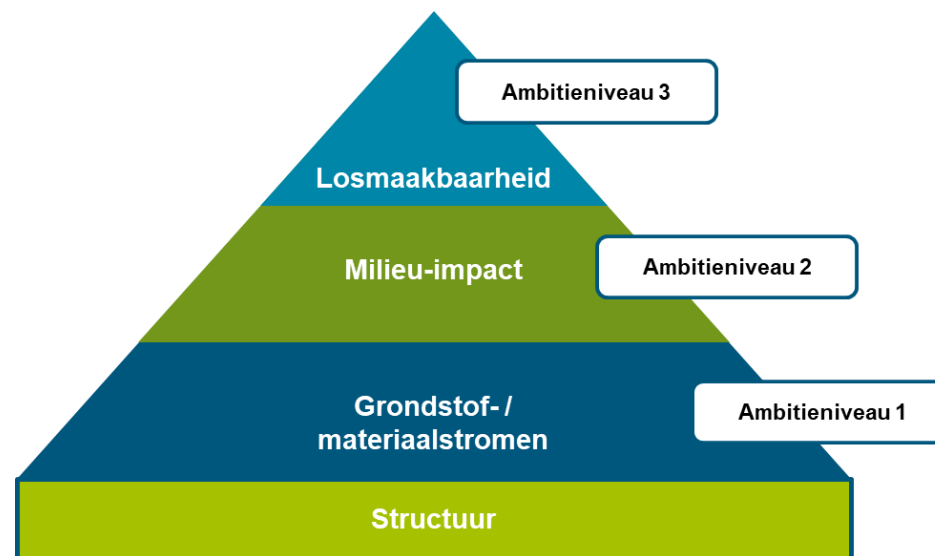 Ambitieniveau 3
Losmaakbaarheid
Milieu-impact
Ambitieniveau 2
Grondstof- /
materiaalstromen
Ambitieniveau 1
Structuur